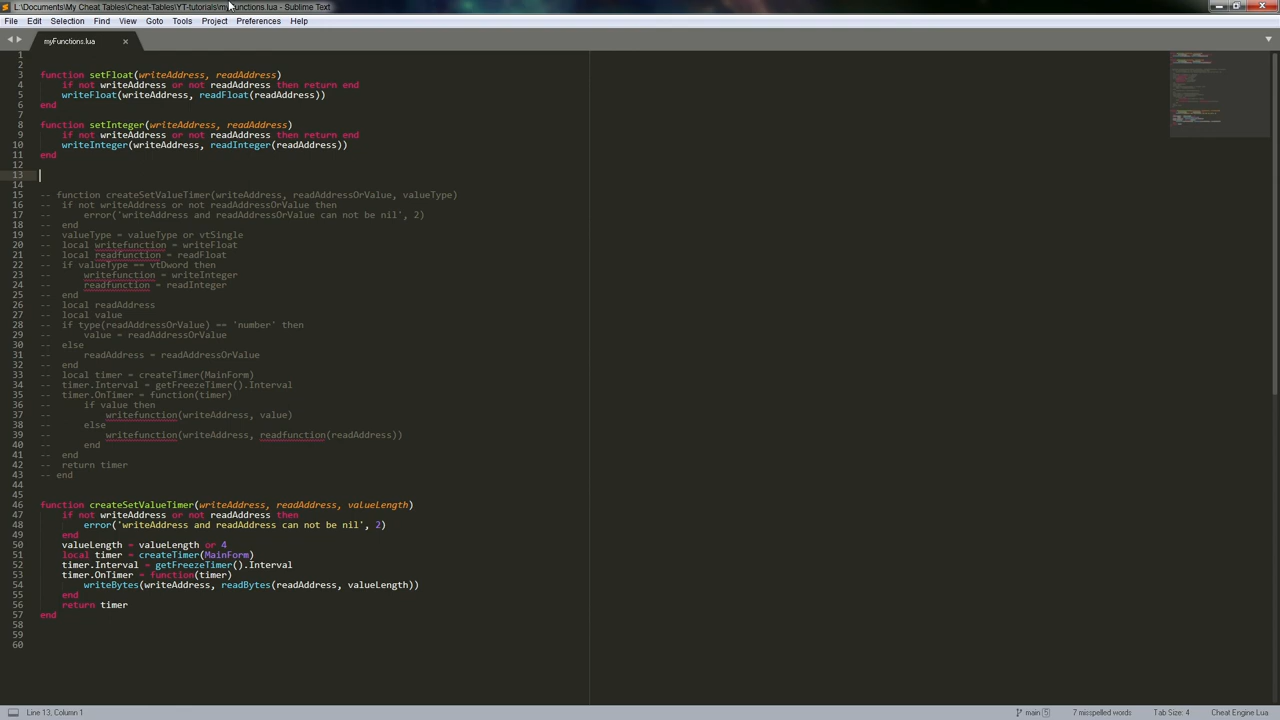 L:\Documents\My Cheat Tables\Cheat-Tables\YT-tutorials\myFunctions.lua - Sublime Text
File Edit Selection Find View Goto Tools Project Preferences Help
myFunctions.lua ×
1
2
3 function setFloat(writeAddress, readAddress)
4 if not writeAddress or not readAddress then return end
5 writeFloat(writeAddress, readFloat(readAddress))
6 end
7
8 function setInteger(writeAddress, readAddress)
9 if not writeAddress or not readAddress then return end
10 writeInteger(writeAddress, readInteger(readAddress))
11 end
12
13
14
15 -- function createSetValueTimer(writeAddress, readAddressOrValue, valueType)
16 -- if not writeAddress or not readAddressOrValue then
17 -- error('writeAddress and readAddressOrValue can not be nil', 2)
18 -- end
19 -- valueType = valueType or vtSingle
20 -- local writefunction = writeFloat
21 -- local readfunction = readFloat
22 -- if valueType == vtDword then
23 -- writefunction = writeInteger
24 -- readfunction = readInteger
25 -- end
26 -- local readAddress
27 -- local value
28 -- if type(readAddressOrValue) == 'number' then
29 -- value = readAddressOrValue
30 -- else
31 -- readAddress = readAddressOrValue
32 -- end
33 -- local timer = createTimer(MainForm)
34 -- timer.Interval = getFreezeTimer().Interval
35 -- timer.OnTimer = function(timer)
36 -- if value then
37 -- writefunction(writeAddress, value)
38 -- else
39 -- writefunction(writeAddress, readfunction(readAddress))
40 -- end
41 -- end
42 -- return timer
43 -- end
44
45
46 function createSetValueTimer(writeAddress, readAddress, valueLength)
47 if not writeAddress or not readAddress then
48 error('writeAddress and readAddress can not be nil', 2)
49 end
50 valueLength = valueLength or 4
51 local timer = createTimer(MainForm)
52 timer.Interval = getFreezeTimer().Interval
53 timer.OnTimer = function(timer)
54 writeBytes(writeAddress, readBytes(readAddress, valueLength))
55 end
56 return timer
57 end
58
59
60
Line 13, Column 1 main 5 7 misspelled words Tab Size: 4 Cheat Engine Lua